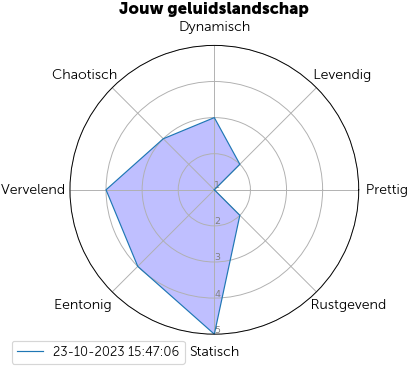 Jouw geluidslandschap
Dynamisch
Chaotisch
Levendig
Vervelend
1
Prettig
2
3
4
Eentonig
Rustgevend
5
23-10-2023 15:47:06
Statisch